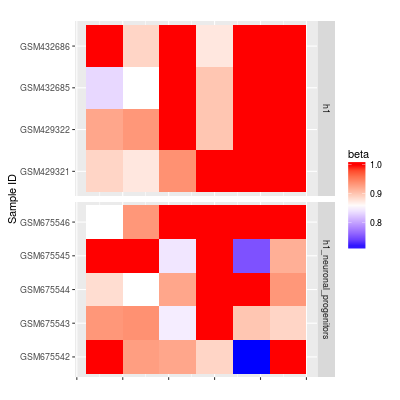 GSM432686
GSM432685
GSM429322
GSM429321
h1
GSM675546
GSM675545
GSM675544
GSM675543
GSM675542
h1_neuronal_progenitors
Sample ID
beta
1.0
0.9
0.8